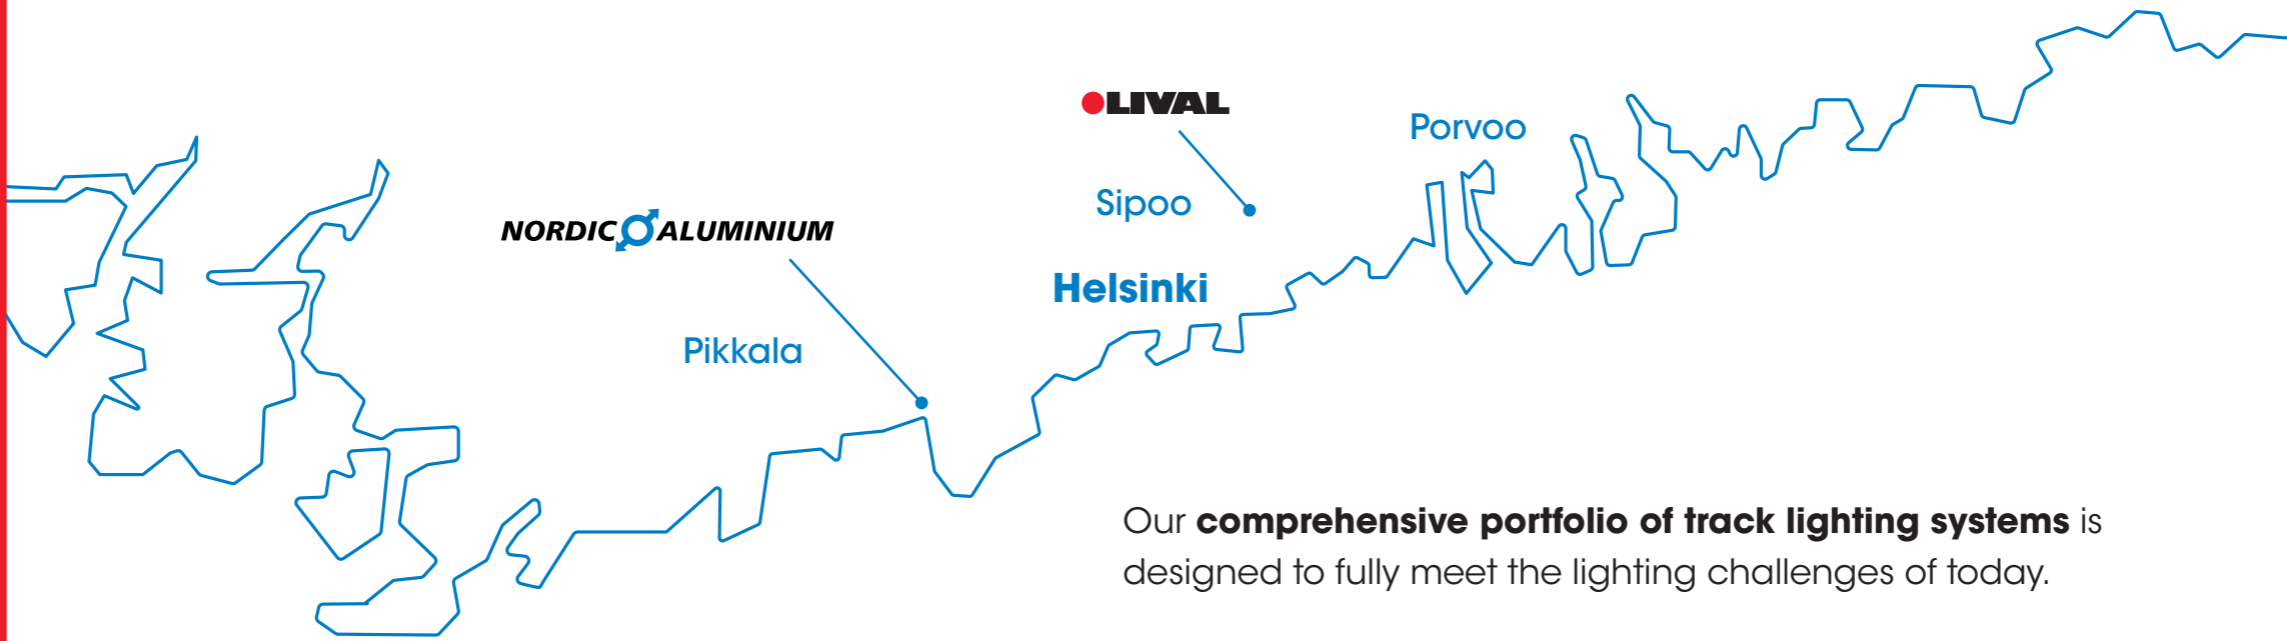 LIVAL
Porvoo
Sipoo
NORDIC ALUMINIUM
Helsinki
Pikkala
Our comprehensive portfolio of track lighting systems is
designed to fully meet the lighting challenges of today.